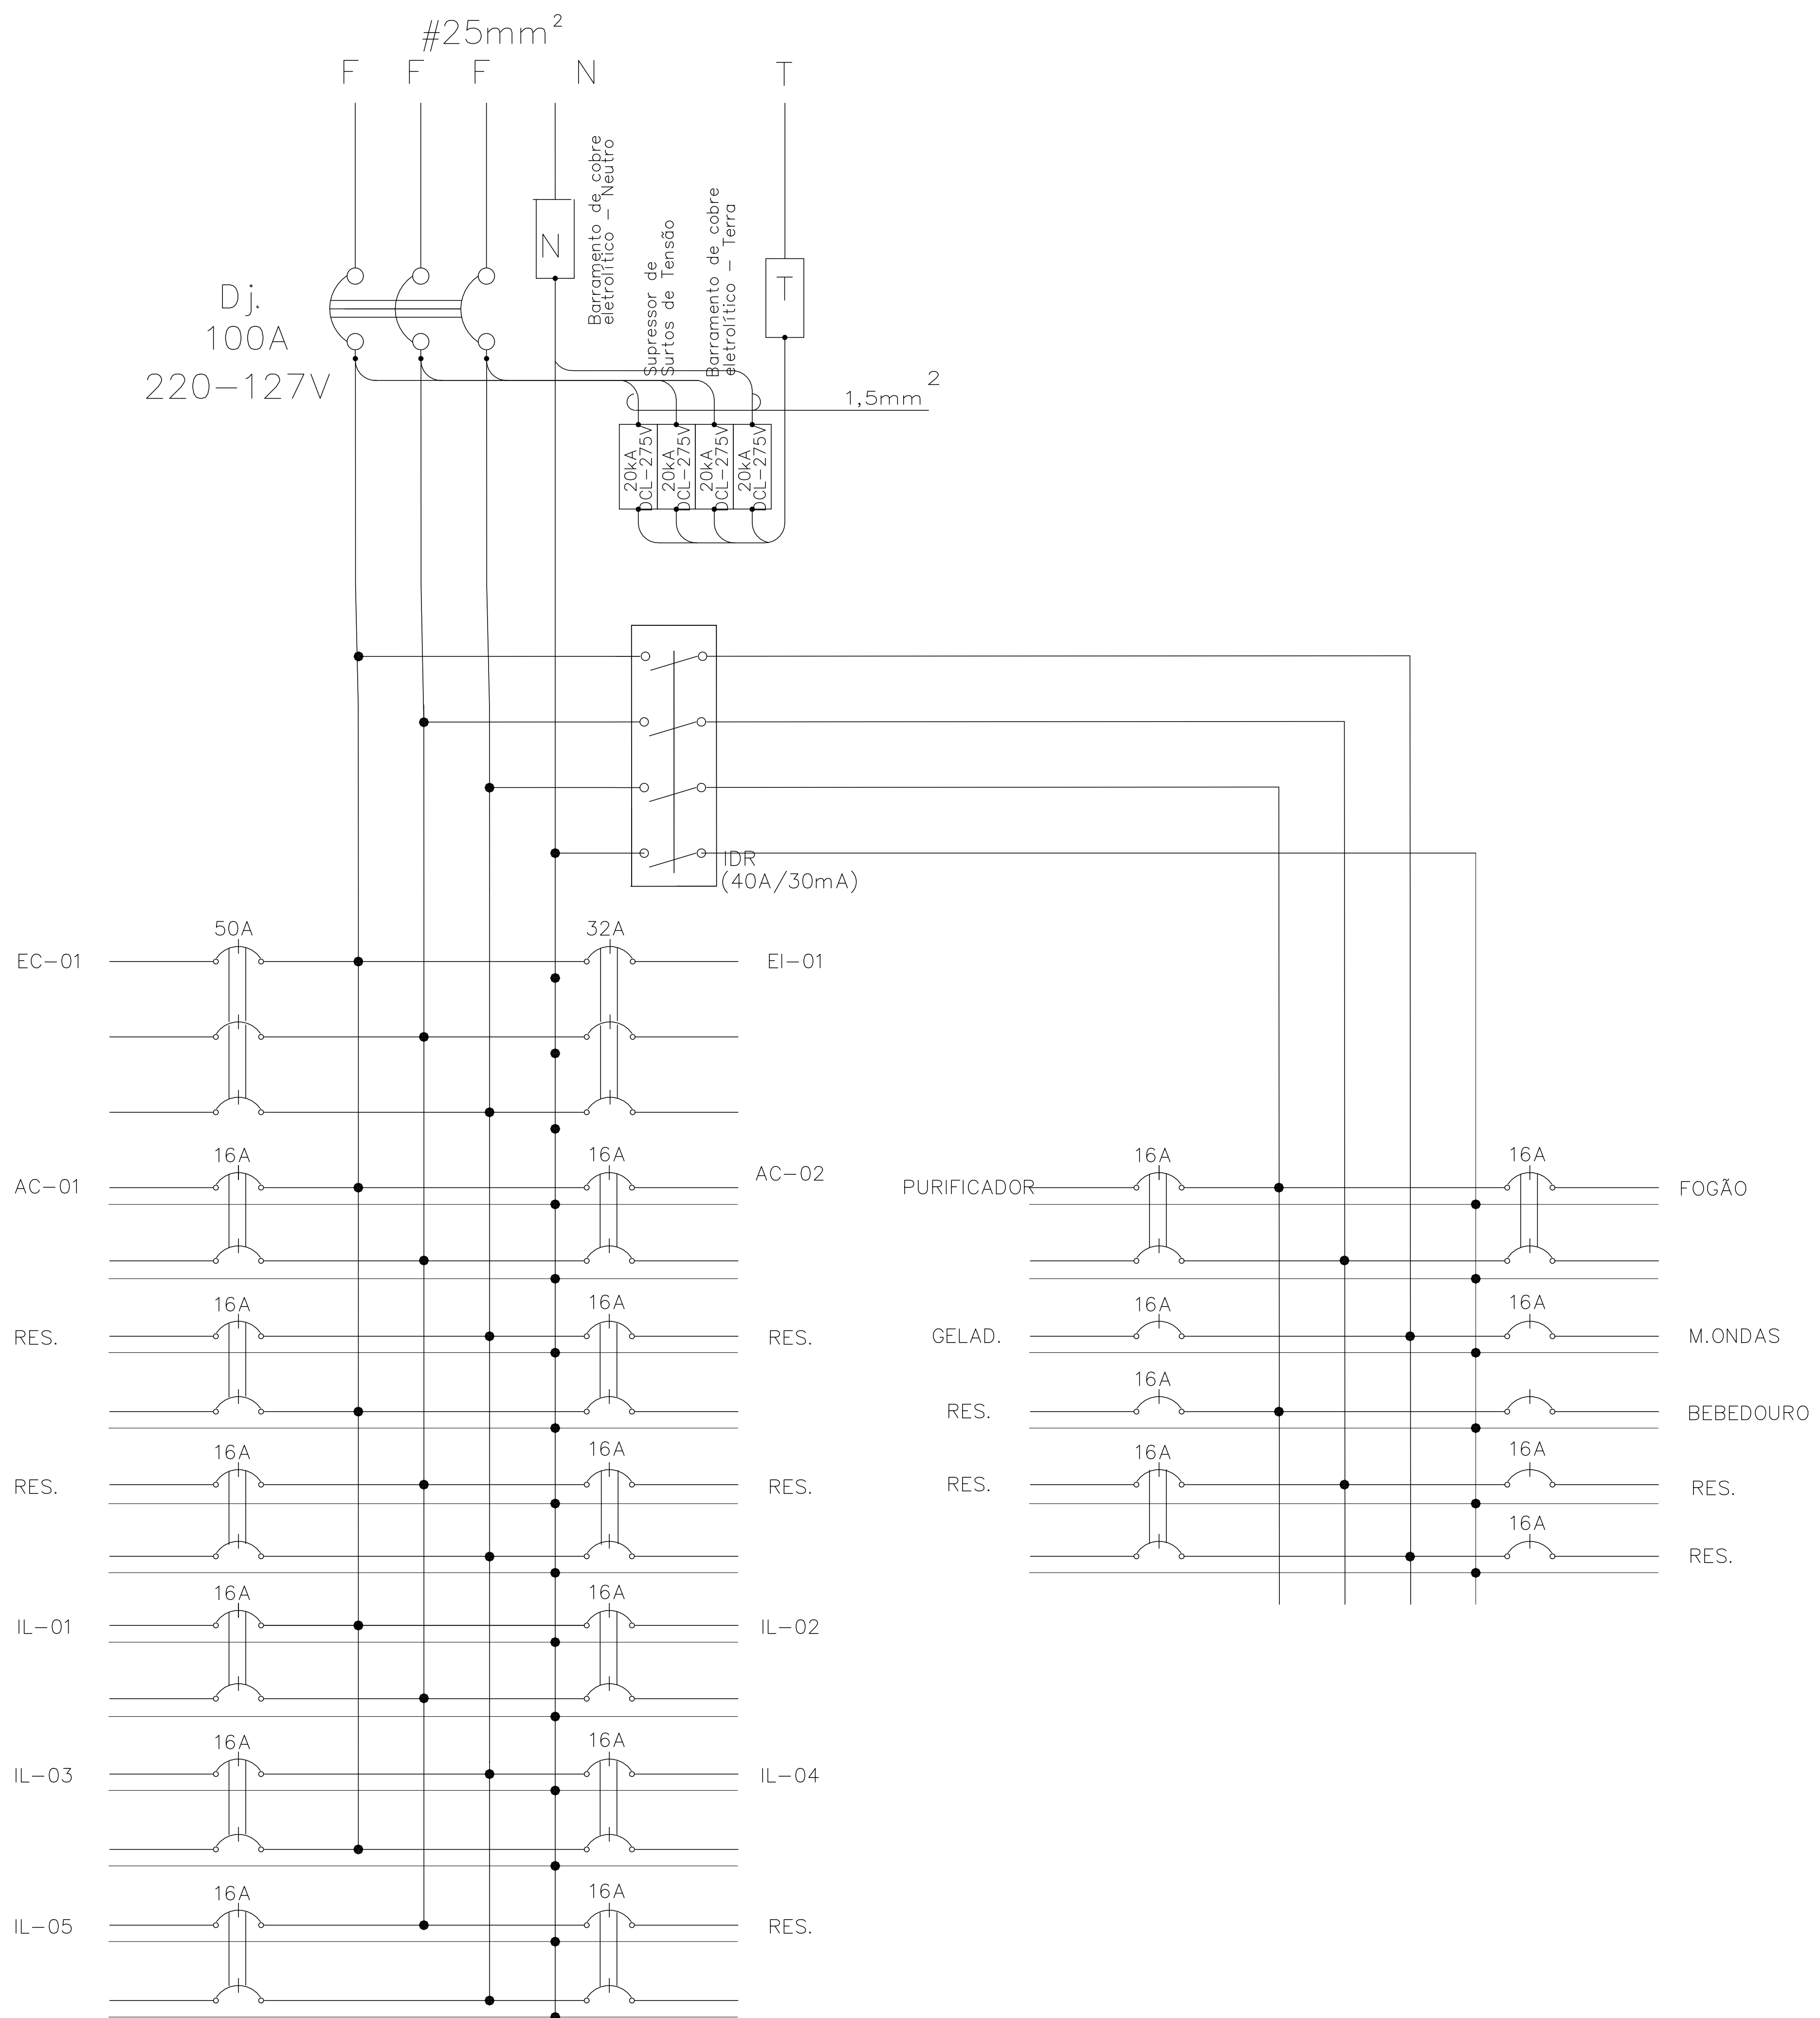 #25mm²
F F F N T
Barramento de cobre
eletrolítico - Neutro
Supressor de
Surtos de Tensão
Barramento de cobre
eletrolítico - Terra
N
T
Dj.
100A
220-127V
1,5mm²
20kA
DCL-275V
20kA
DCL-275V
20kA
DCL-275V
20kA
DCL-275V
IDR
(40A/30mA)
50A 32A
EC-01 EI-01
16A 16A
AC-01 AC-02
16A 16A
RES. RES.
16A 16A
RES. RES.
16A 16A
IL-01 IL-02
16A 16A
IL-03 IL-04
16A 16A
IL-05 RES.
16A 16A
PURIFICADOR FOGÃO
16A 16A
GELAD. M.ONDAS
16A
RES. BEBEDOURO
16A 16A
RES. RES.
16A
RES.